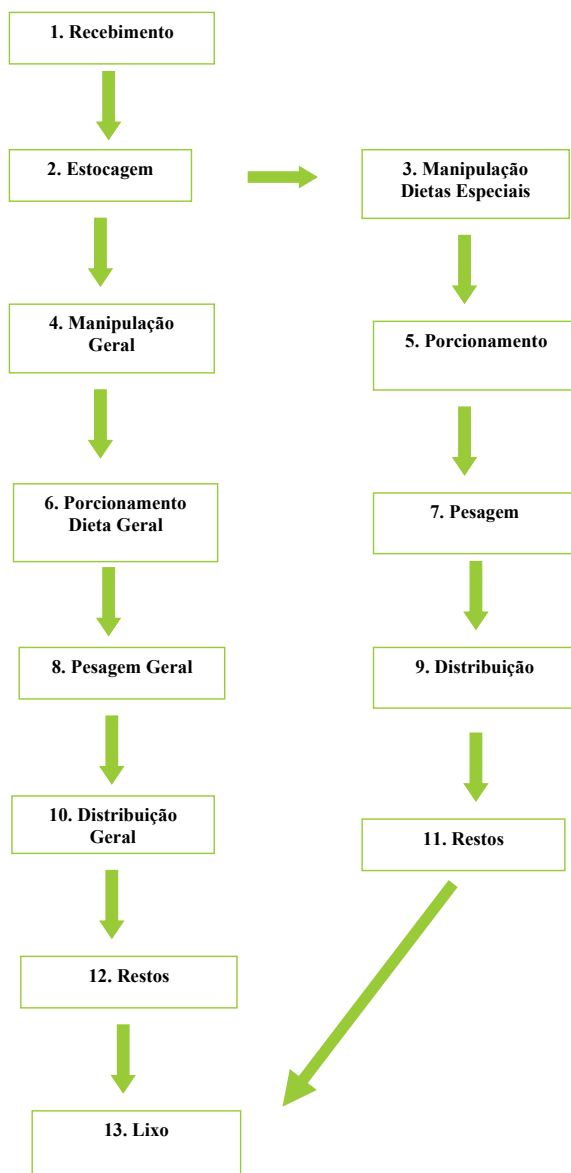 1. Recebimento
2. Estocagem
3. Manipulação
Dietas Especiais
4. Manipulação
Geral
5. Porcionamento
6. Porcionamento
Dieta Geral
7. Pesagem
8. Pesagem Geral
9. Distribuição
10. Distribuição
Geral
11. Restos
12. Restos
13. Lixo